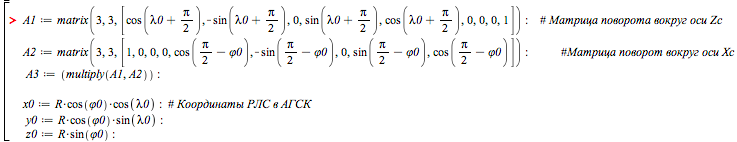 > A1 := matrix(3, 3, [cos(λ0 + π/2), -sin(λ0 + π/2), 0, sin(λ0 + π/2), cos(λ0 + π/2), 0, 0, 0, 1]) : # Матрица поворота вокруг оси Zc
A2 := matrix(3, 3, [1, 0, 0, 0, cos(π/2 - φ0), -sin(π/2 - φ0), 0, sin(π/2 - φ0), cos(π/2 - φ0)]) : #Матрица поворот вокруг оси Xc
A3 := (multiply(A1, A2)) :
x0 := R·cos(φ0)·cos(λ0) : # Координаты РЛС в АГСК
y0 := R·cos(φ0)·sin(λ0) :
z0 := R·sin(φ0) :